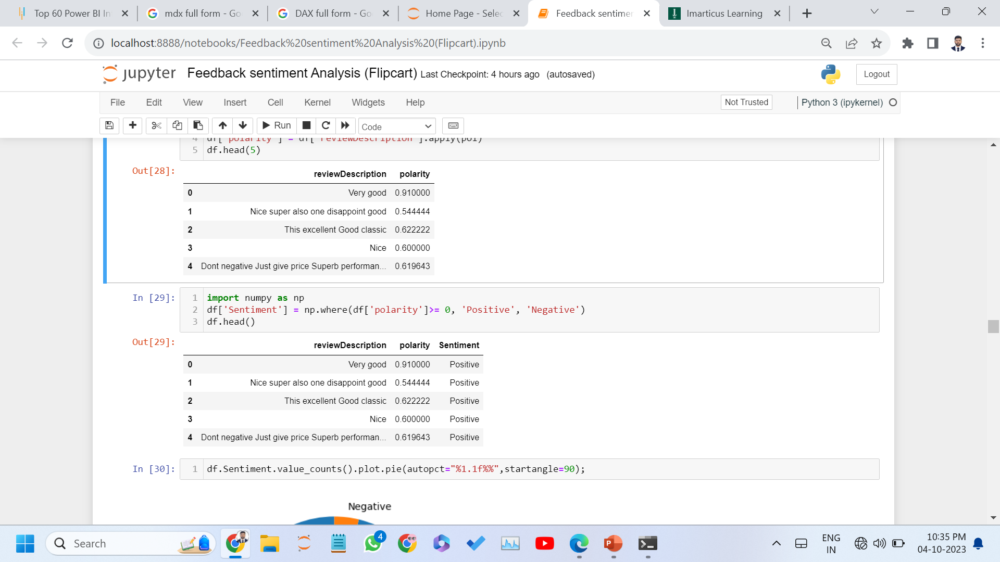 Top 60 Power BI In
mdx full form - Go
DAX full form - Go
Home Page - Selec
Feedback sentimen
Imarticus Learning
localhost:8888/notebooks/Feedback%20sentiment%20Analysis%20(Flipcart).ipynb
jupyter Feedback sentiment Analysis (Flipcart) Last Checkpoint: 4 hours ago (autosaved)
Logout
File Edit View Insert Cell Kernel Widgets Help
Not Trusted
Python 3 (ipykernel)
Run
Code
4 df['polarity'] = df['reviewDescription'].apply(pol)
5 df.head(5)
Out[28]:
reviewDescription polarity
0 Very good 0.910000
1 Nice super also one disappoint good 0.544444
2 This excellent Good classic 0.622222
3 Nice 0.600000
4 Dont negative Just give price Superb performan... 0.619643
In [29]:
1 import numpy as np
2 df['Sentiment'] = np.where(df['polarity']>= 0, 'Positive', 'Negative')
3 df.head()
Out[29]:
reviewDescription polarity Sentiment
0 Very good 0.910000 Positive
1 Nice super also one disappoint good 0.544444 Positive
2 This excellent Good classic 0.622222 Positive
3 Nice 0.600000 Positive
4 Dont negative Just give price Superb performan... 0.619643 Positive
In [30]:
1 df.Sentiment.value_counts().plot.pie(autopct="%1.1f%%",startangle=90);
Negative
Search
4
ENG
IN
10:35 PM
04-10-2023